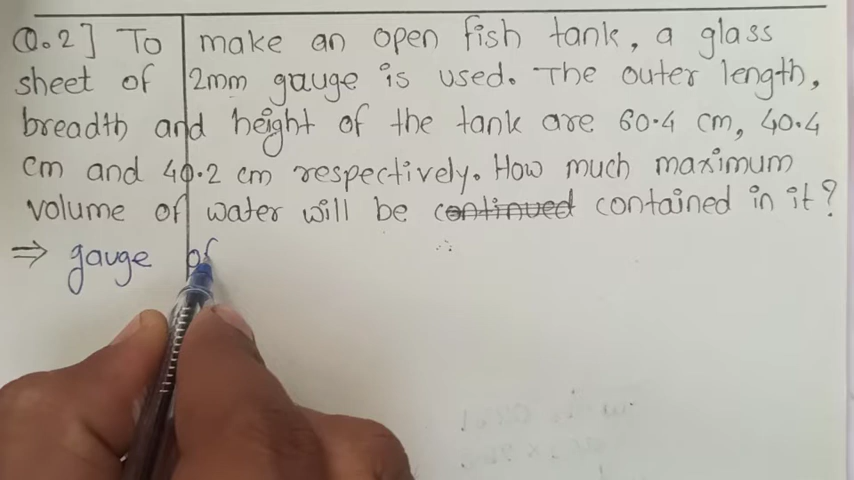 Q.2] To make an open fish tank, a glass
sheet of 2mm gauge is used. The outer length,
breadth and height of the tank are 60.4 cm, 40.4
cm and 40.2 cm respectively. How much maximum
volume of water will be continued contained in it?
⇒ gauge of